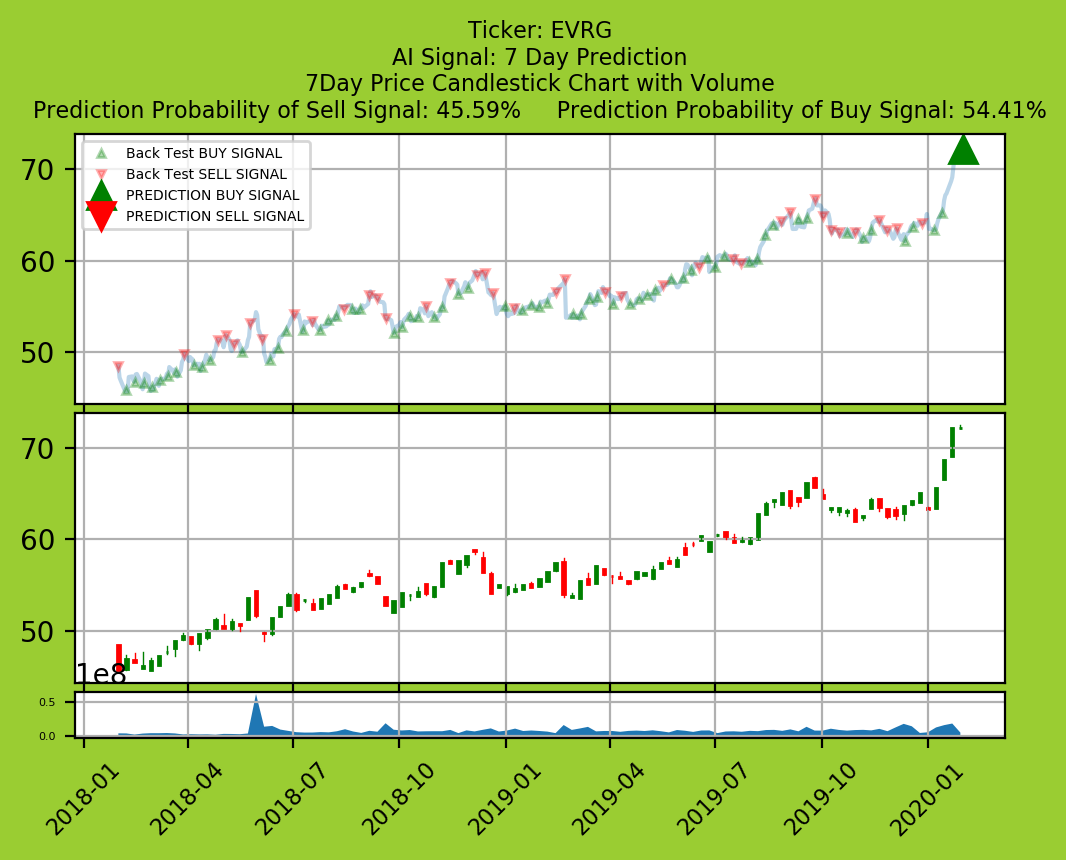 Ticker: EVRG
AI Signal: 7 Day Prediction
7Day Price Candlestick Chart with Volume
Prediction Probability of Sell Signal: 45.59%     Prediction Probability of Buy Signal: 54.41%
Back Test BUY SIGNAL
Back Test SELL SIGNAL
PREDICTION BUY SIGNAL
PREDICTION SELL SIGNAL
70
60
50
70
60
50
1e8
0.5
0.0
2018-01
2018-04
2018-07
2018-10
2019-01
2019-04
2019-07
2019-10
2020-01